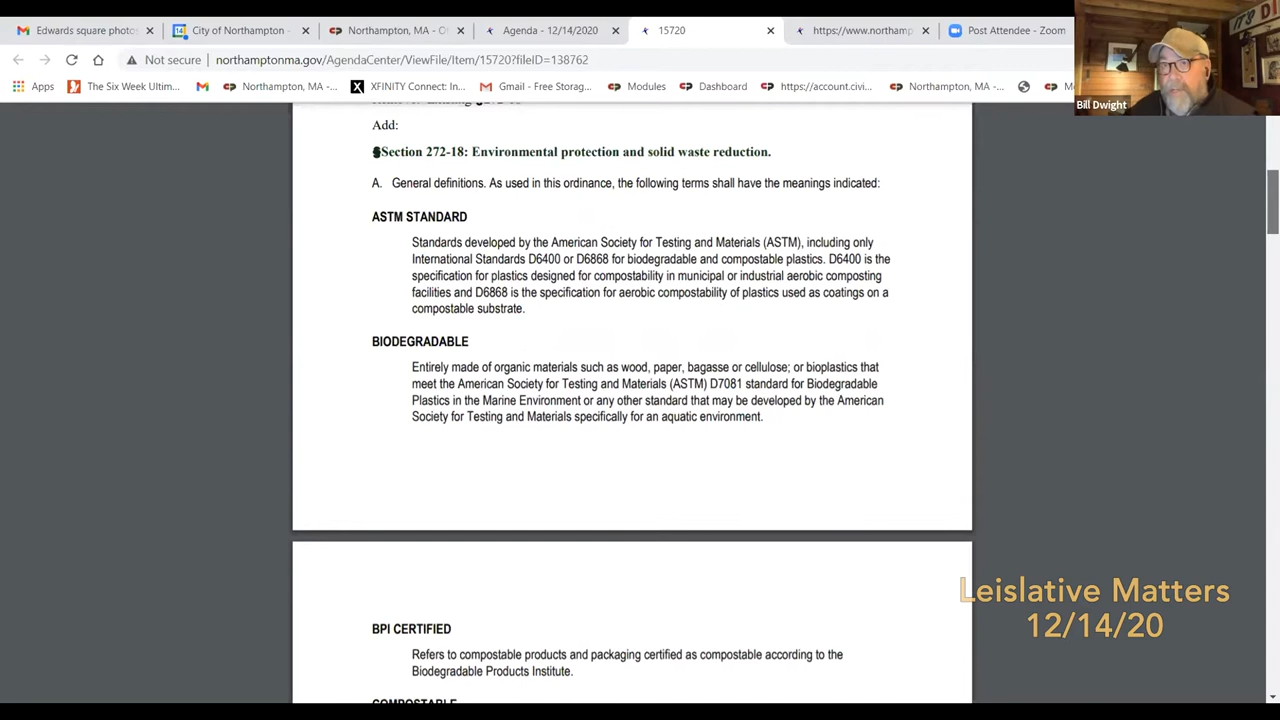 Edwards square photo
City of Northampton -
Northampton, MA - O
Agenda - 12/14/2020
15720
https://www.northamp
Post Attendee - Zoom
Not secure
northamptonma.gov/AgendaCenter/ViewFile/Item/15720?fileID=138762
Apps
The Six Week Ultim...
Northampton, MA -...
XFINITY Connect: In...
Gmail - Free Storag...
Modules
Dashboard
https://account.civi...
Northampton, MA -...
IT'S DI
Bill Dwight
Add:
Section 272-18: Environmental protection and solid waste reduction.
A. General definitions. As used in this ordinance, the following terms shall have the meanings indicated:
ASTM STANDARD
Standards developed by the American Society for Testing and Materials (ASTM), including only
International Standards D6400 or D6868 for biodegradable and compostable plastics. D6400 is the
specification for plastics designed for compostability in municipal or industrial aerobic composting
facilities and D6868 is the specification for aerobic compostability of plastics used as coatings on a
compostable substrate.
BIODEGRADABLE
Entirely made of organic materials such as wood, paper, bagasse or cellulose; or bioplastics that
meet the American Society for Testing and Materials (ASTM) D7081 standard for Biodegradable
Plastics in the Marine Environment or any other standard that may be developed by the American
Society for Testing and Materials specifically for an aquatic environment.
Leislative Matters
12/14/20
BPI CERTIFIED
Refers to compostable products and packaging certified as compostable according to the
Biodegradable Products Institute.
COMPOSTABLE